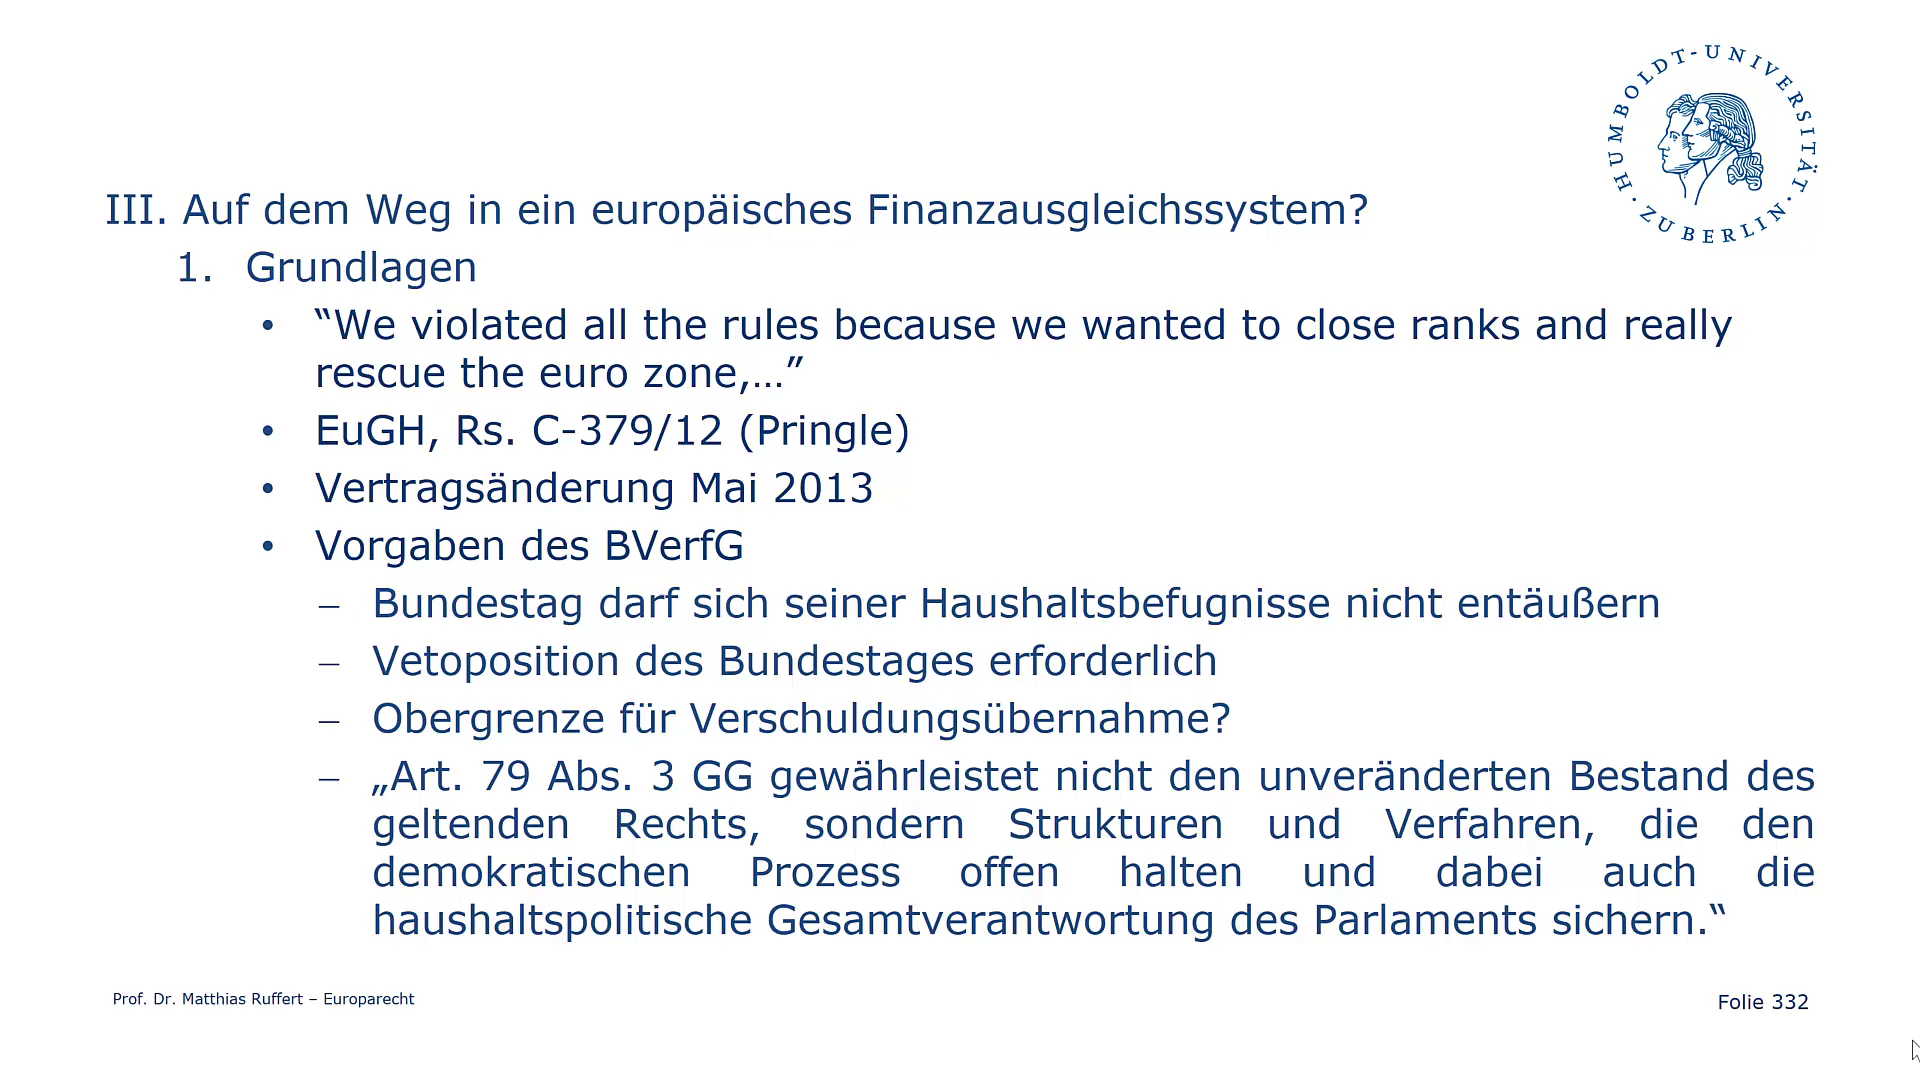 HUMBOLDT-UNIVERSITÄT · ZU BERLIN ·
III. Auf dem Weg in ein europäisches Finanzausgleichssystem?
1. Grundlagen
• “We violated all the rules because we wanted to close ranks and really
rescue the euro zone,…”
• EuGH, Rs. C-379/12 (Pringle)
• Vertragsänderung Mai 2013
• Vorgaben des BVerfG
– Bundestag darf sich seiner Haushaltsbefugnisse nicht entäußern
– Vetoposition des Bundestages erforderlich
– Obergrenze für Verschuldungsübernahme?
– „Art. 79 Abs. 3 GG gewährleistet nicht den unveränderten Bestand des
geltenden Rechts, sondern Strukturen und Verfahren, die den
demokratischen Prozess offen halten und dabei auch die
haushaltspolitische Gesamtverantwortung des Parlaments sichern.“
Prof. Dr. Matthias Ruffert – Europarecht
Folie 332